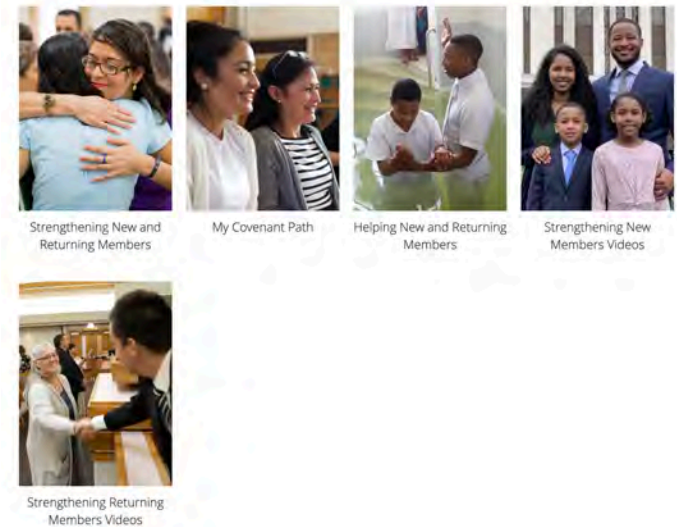 Strengthening New and
Returning Members
My Covenant Path
Helping New and Returning
Members
Strengthening New
Members Videos
Strengthening Returning
Members Videos